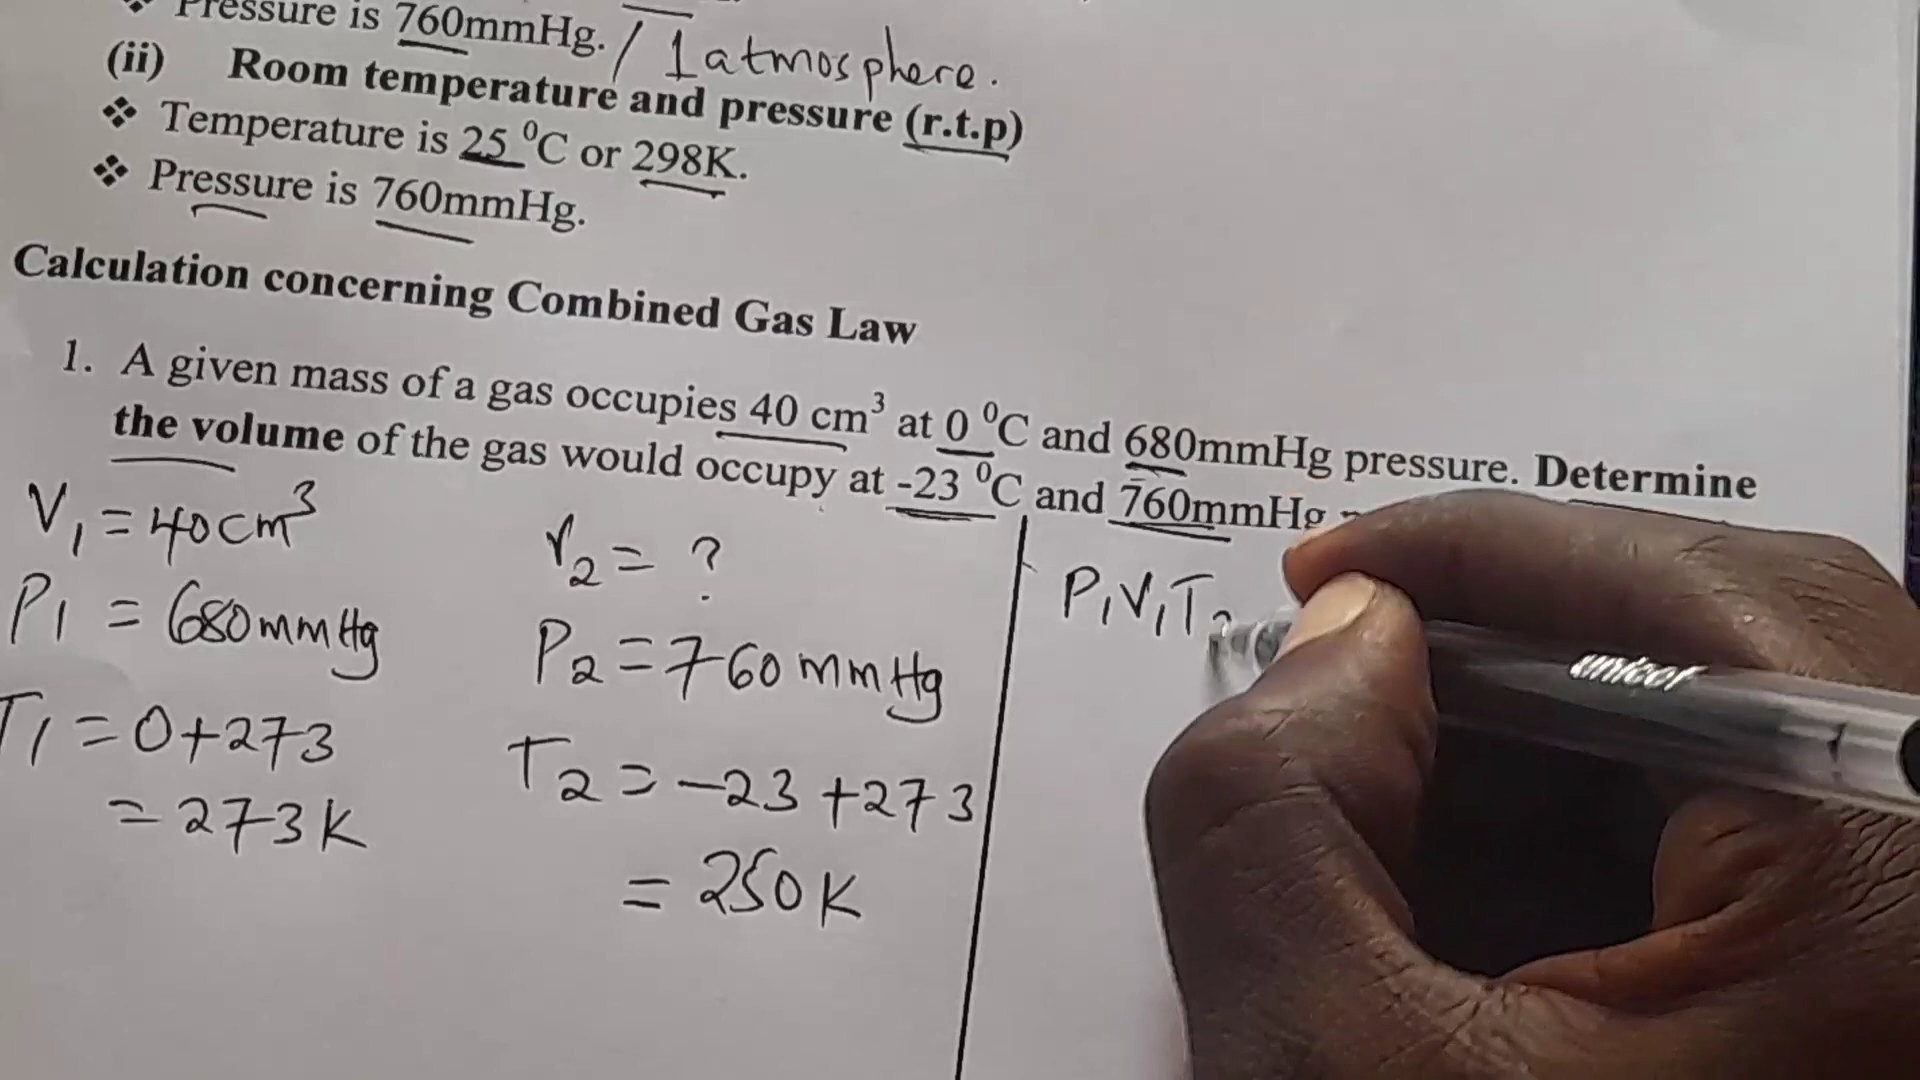 Pressure is 760mmHg. / 1 atmosphere.
(ii) Room temperature and pressure (r.t.p)
❖ Temperature is 25 ⁰C or 298K.
❖ Pressure is 760mmHg.
Calculation concerning Combined Gas Law
1. A given mass of a gas occupies 40 cm³ at 0 ⁰C and 680mmHg pressure. Determine
the volume of the gas would occupy at -23 ⁰C and 760mmHg
V₁ = 40cm³
P₁ = 680mmHg
T₁ = 0+273
= 273K
V₂ = ?
P₂ = 760mmHg
T₂ = -23 +273
= 250K
P₁V₁T₂
unicol